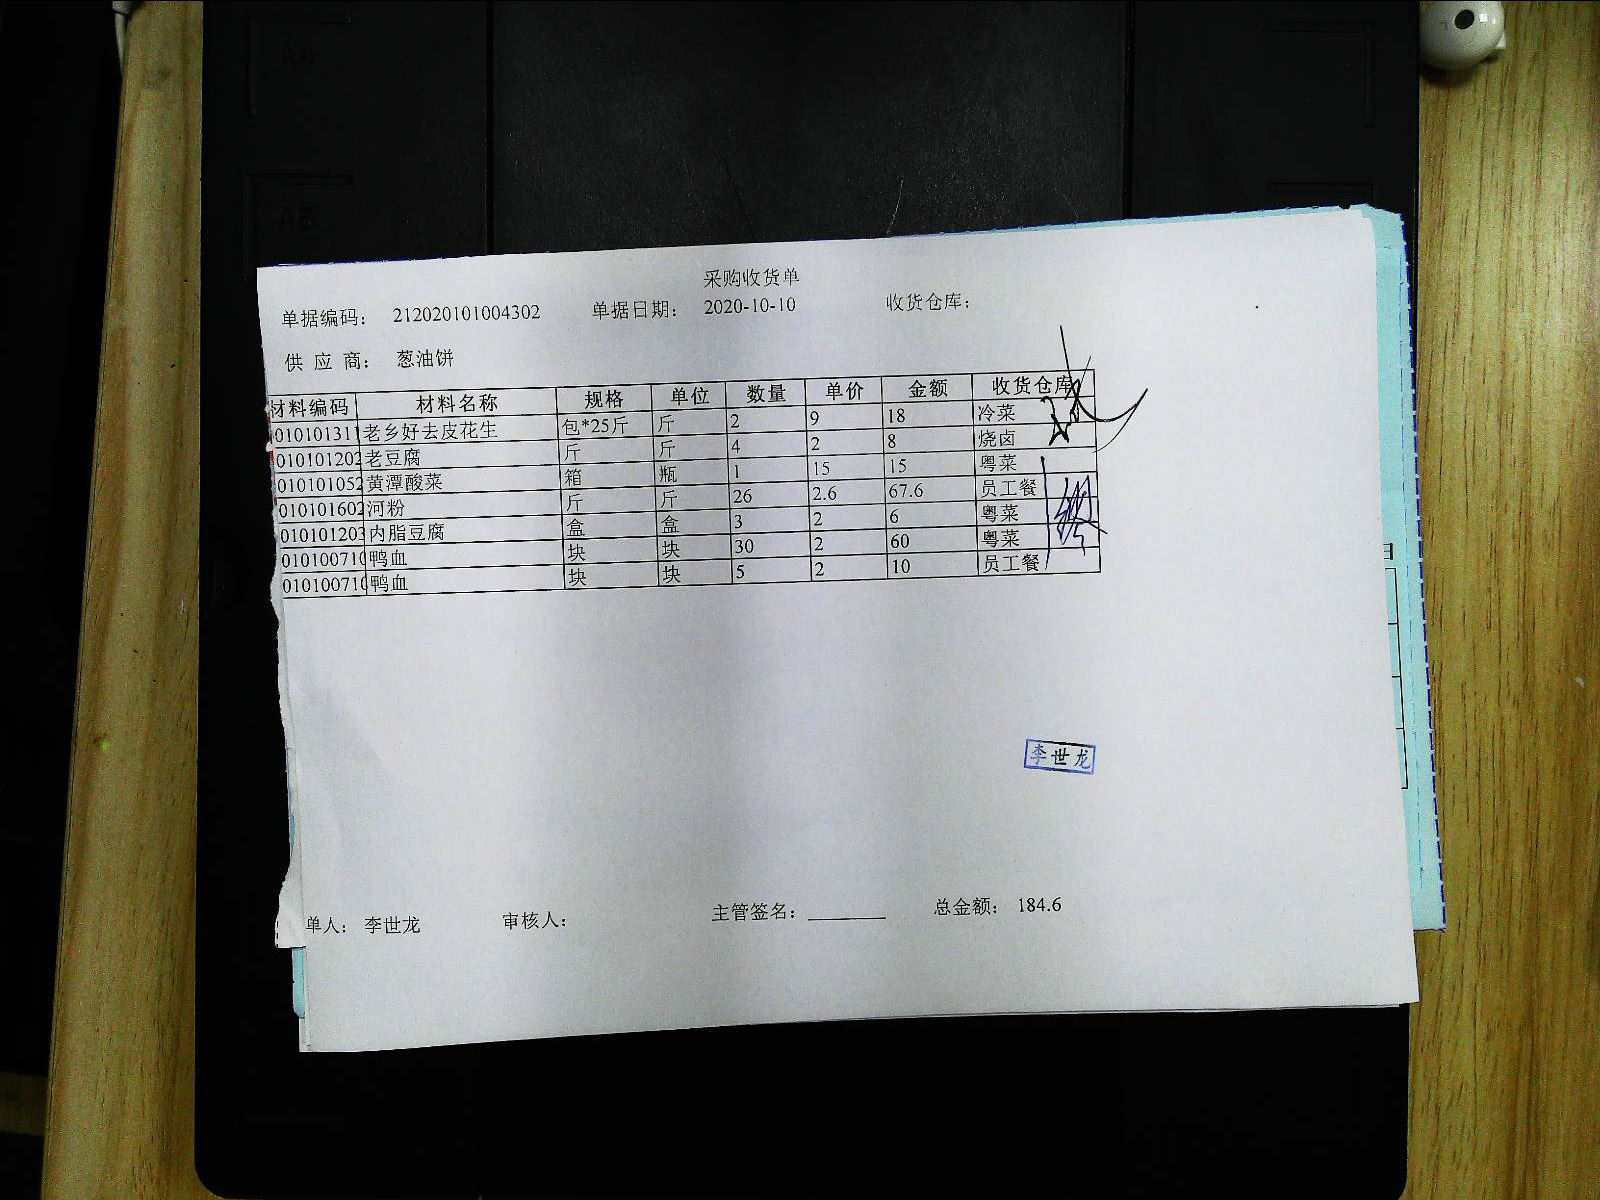 采购收货单
单据编码： 212020101004302 单据日期： 2020-10-10 收货仓库：
供 应 商： 葱油饼
材料编码 材料名称 规格 单位 数量 单价 金额 收货仓库
010101311 老乡好去皮花生 包*25斤 斤 2 9 18 冷菜
010101202 老豆腐 斤 斤 4 2 8 烧卤
010101052 黄潭酸菜 箱 瓶 1 15 15 粤菜
010101602 河粉 斤 斤 26 2.6 67.6 员工餐
010101203 内脂豆腐 盒 盒 3 2 6 粤菜
010100710 鸭血 块 块 30 2 60 粤菜
010100710 鸭血 块 块 5 2 10 员工餐
李世龙
单人： 李世龙 审核人： 主管签名： 总金额： 184.6